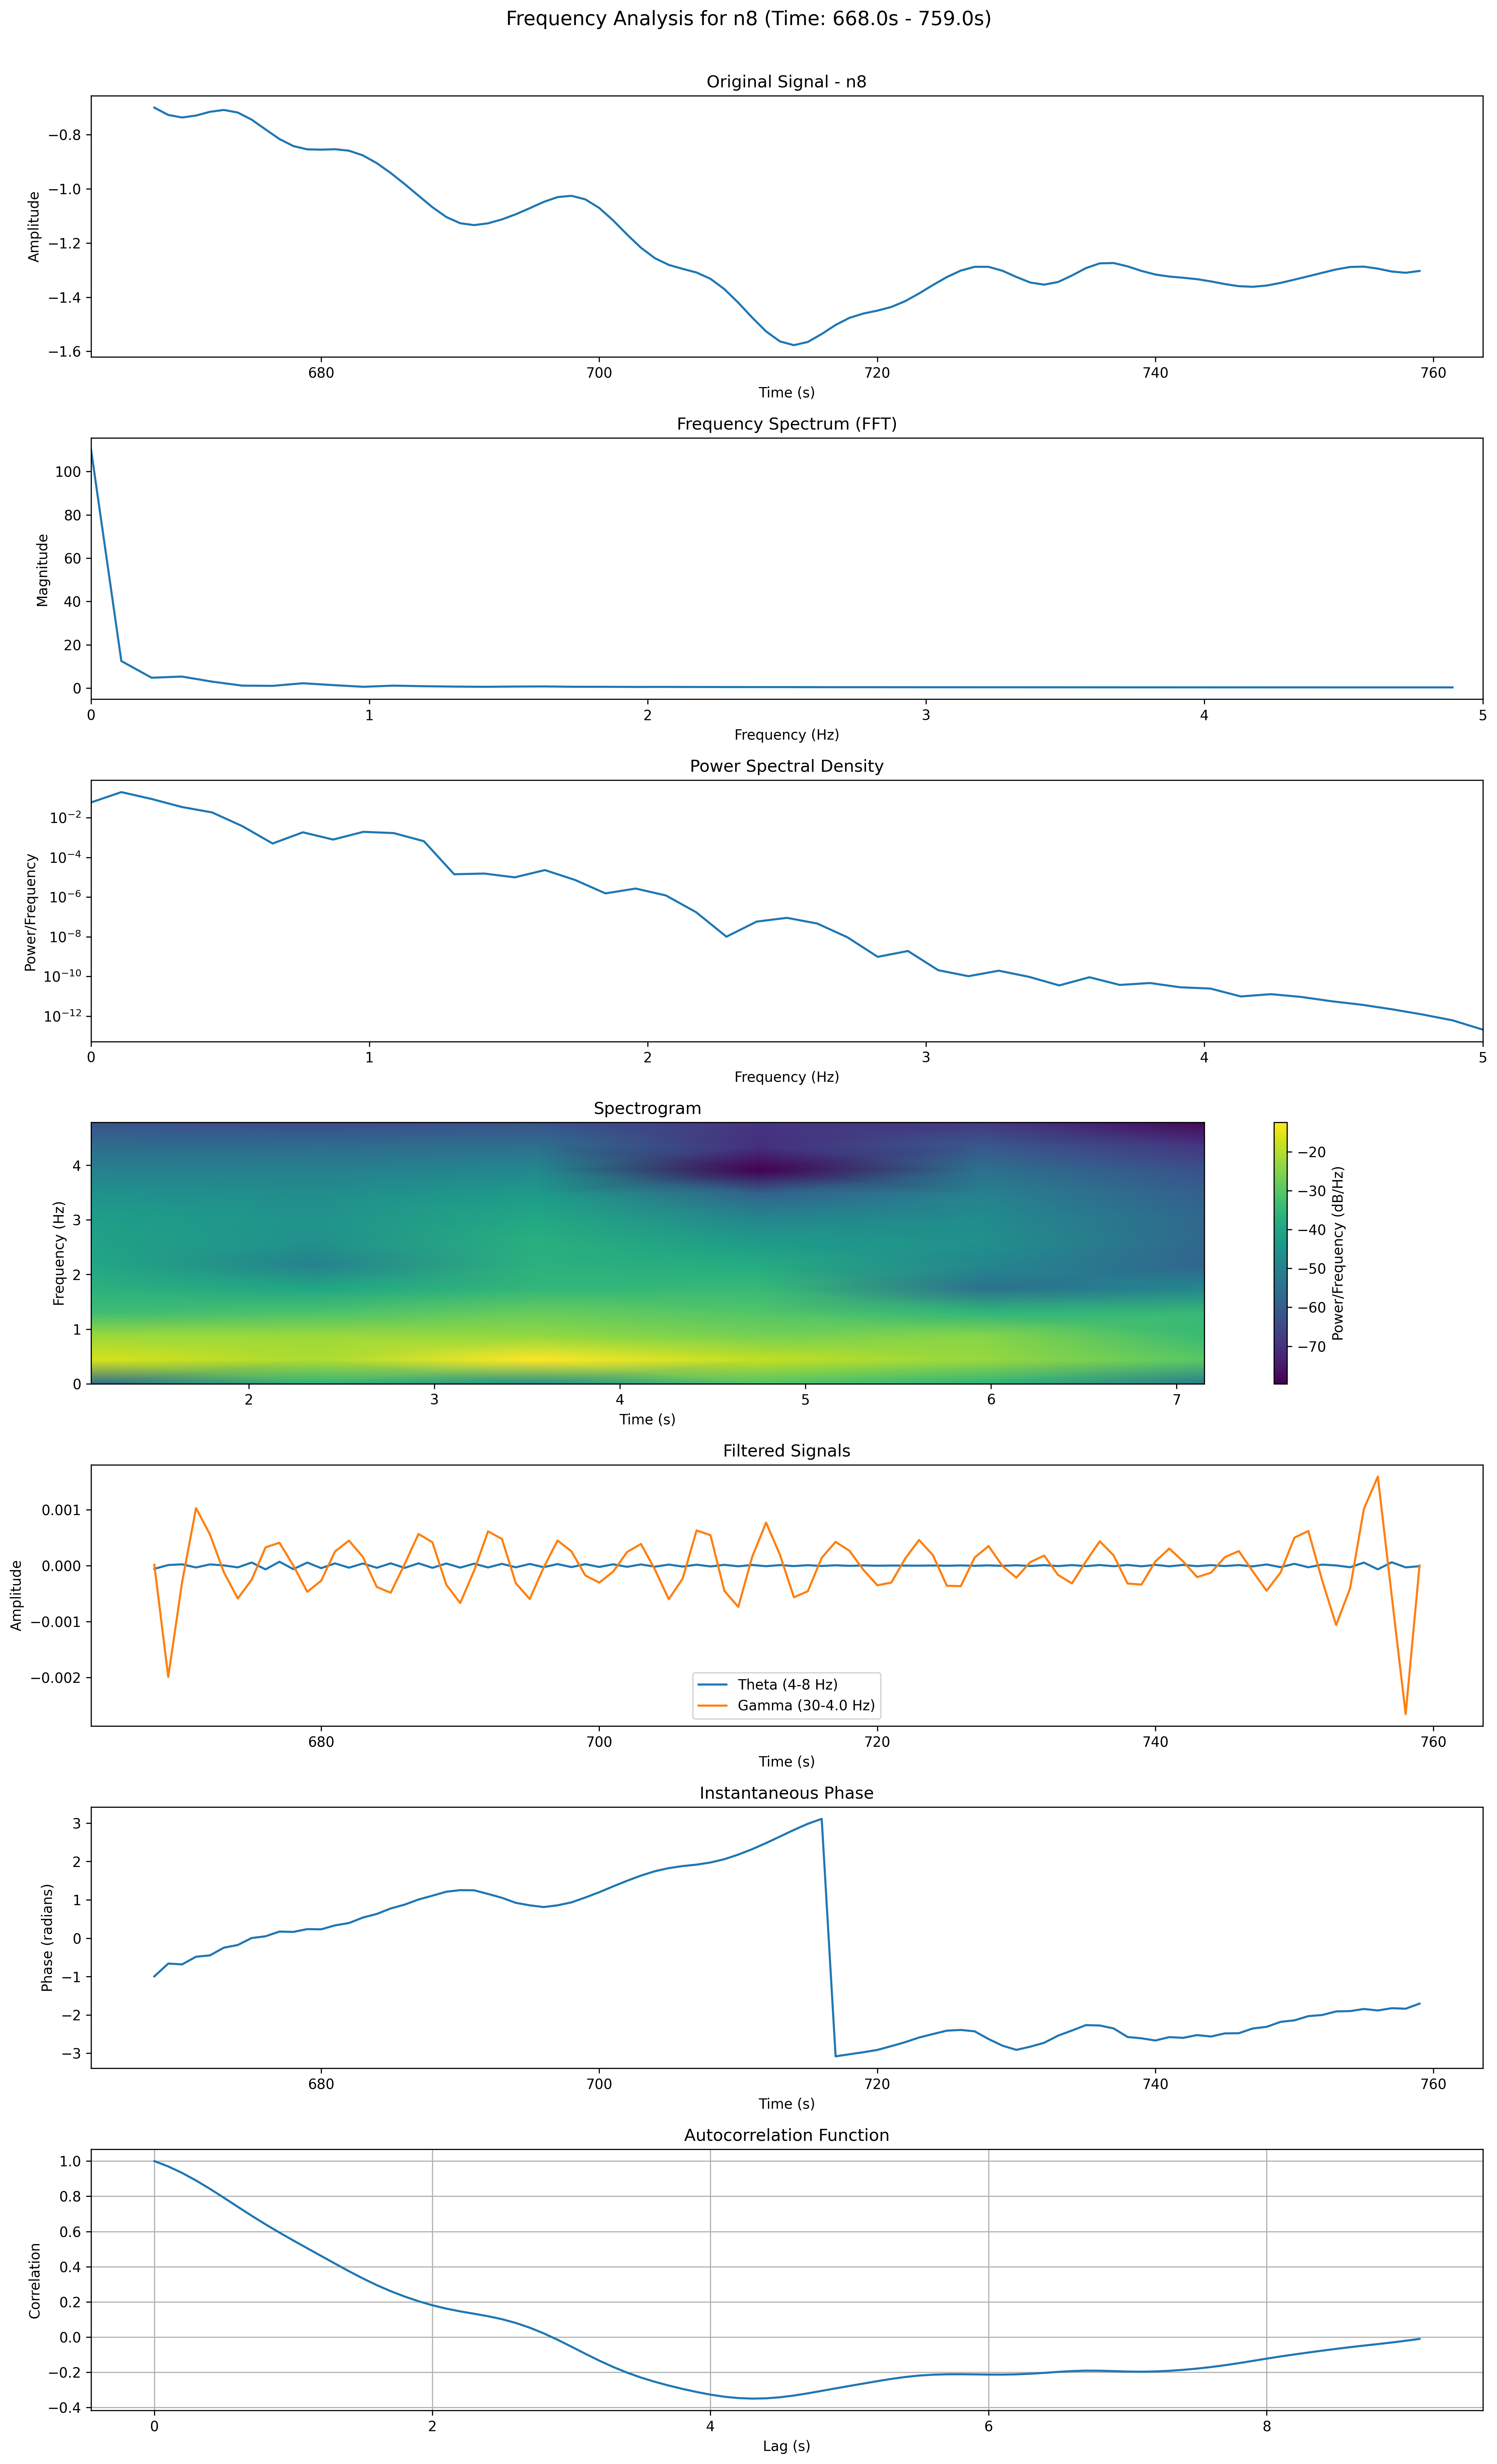 Frequency Analysis for n8 (Time: 668.0s - 759.0s)
Original Signal - n8
Amplitude
−0.8
−1.0
−1.2
−1.4
−1.6
680 700 720 740 760
Time (s)
Frequency Spectrum (FFT)
Magnitude
100
80
60
40
20
0
0 1 2 3 4 5
Frequency (Hz)
Power Spectral Density
Power/Frequency
10⁻²
10⁻⁴
10⁻⁶
10⁻⁸
10⁻¹⁰
10⁻¹²
0 1 2 3 4 5
Frequency (Hz)
Spectrogram
Frequency (Hz)
4
3
2
1
0
2 3 4 5 6 7
Time (s)
−20
−30
−40
−50
−60
−70
Power/Frequency (dB/Hz)
Filtered Signals
Amplitude
0.001
0.000
−0.001
−0.002
Theta (4-8 Hz)
Gamma (30-4.0 Hz)
680 700 720 740 760
Time (s)
Instantaneous Phase
Phase (radians)
3
2
1
0
−1
−2
−3
680 700 720 740 760
Time (s)
Autocorrelation Function
Correlation
1.0
0.8
0.6
0.4
0.2
0.0
−0.2
−0.4
0 2 4 6 8
Lag (s)